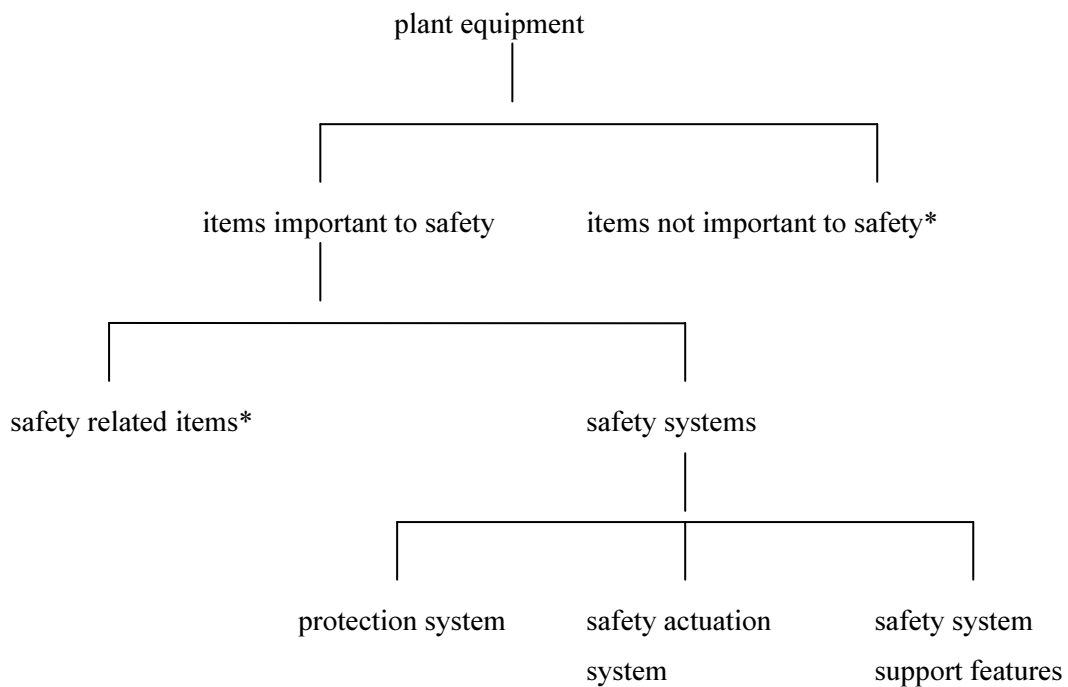 plant equipment
items important to safety
items not important to safety*
safety related items*
safety systems
protection system
safety actuation
system
safety system
support features